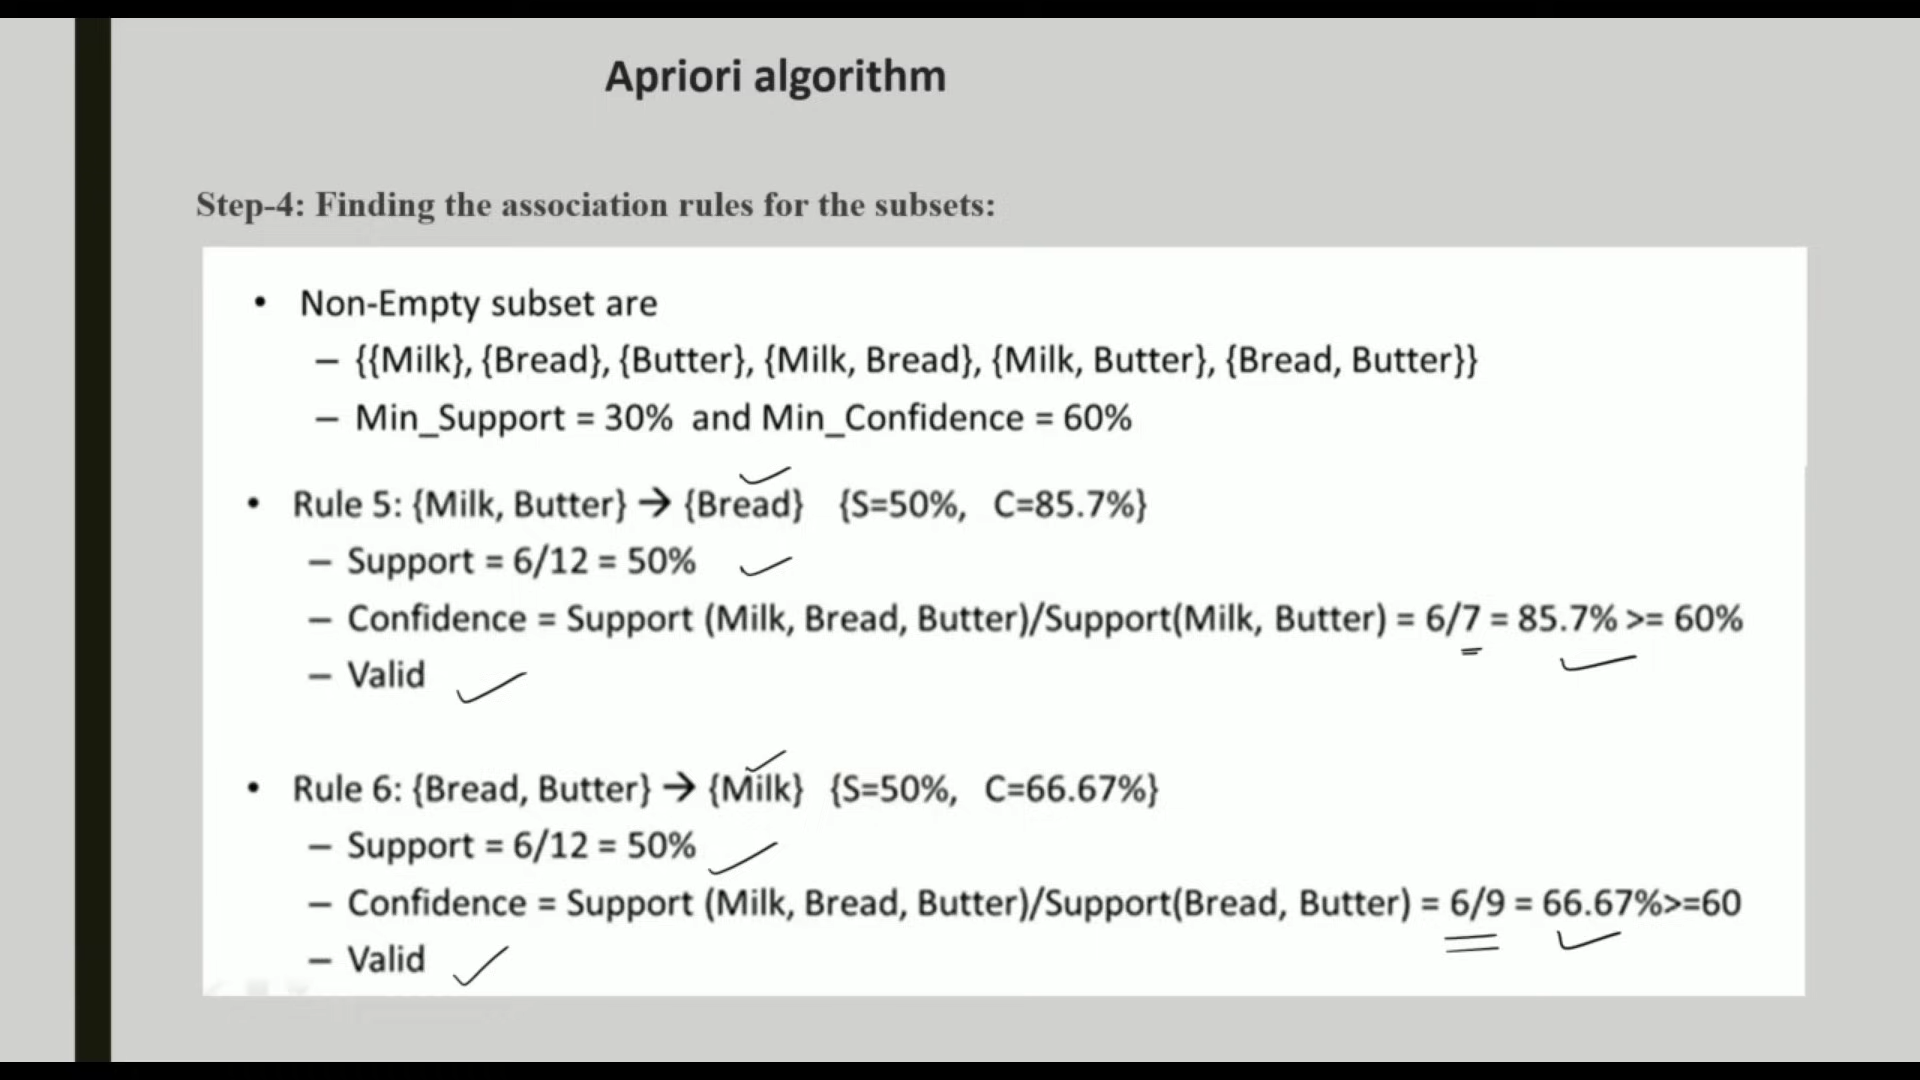 Apriori algorithm
Step-4: Finding the association rules for the subsets:
• Non-Empty subset are
– {{Milk}, {Bread}, {Butter}, {Milk, Bread}, {Milk, Butter}, {Bread, Butter}}
– Min_Support = 30% and Min_Confidence = 60%
• Rule 5: {Milk, Butter} → {Bread} {S=50%, C=85.7%}
– Support = 6/12 = 50%
– Confidence = Support (Milk, Bread, Butter)/Support(Milk, Butter) = 6/7 = 85.7% >= 60%
– Valid
• Rule 6: {Bread, Butter} → {Milk} {S=50%, C=66.67%}
– Support = 6/12 = 50%
– Confidence = Support (Milk, Bread, Butter)/Support(Bread, Butter) = 6/9 = 66.67%>=60
– Valid